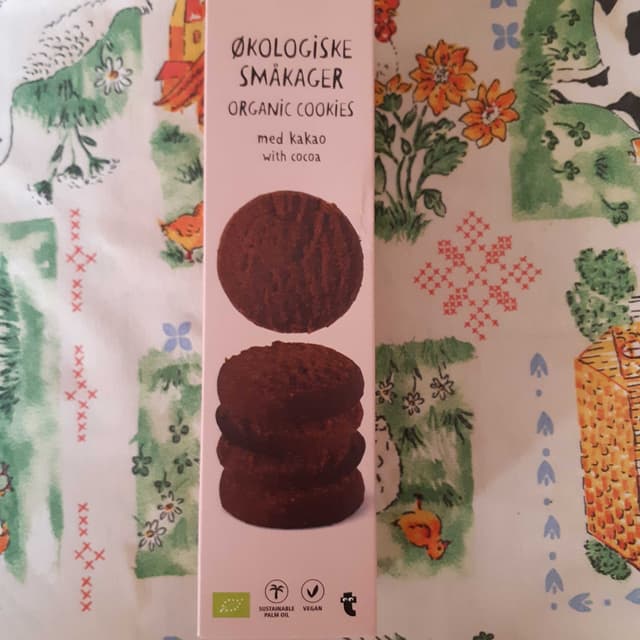 ØKOLOGISKE
SMÅKAGER
ORGANIC COOKIES
med kakao
with cocoa
SUSTAINABLE
PALM OIL
VEGAN